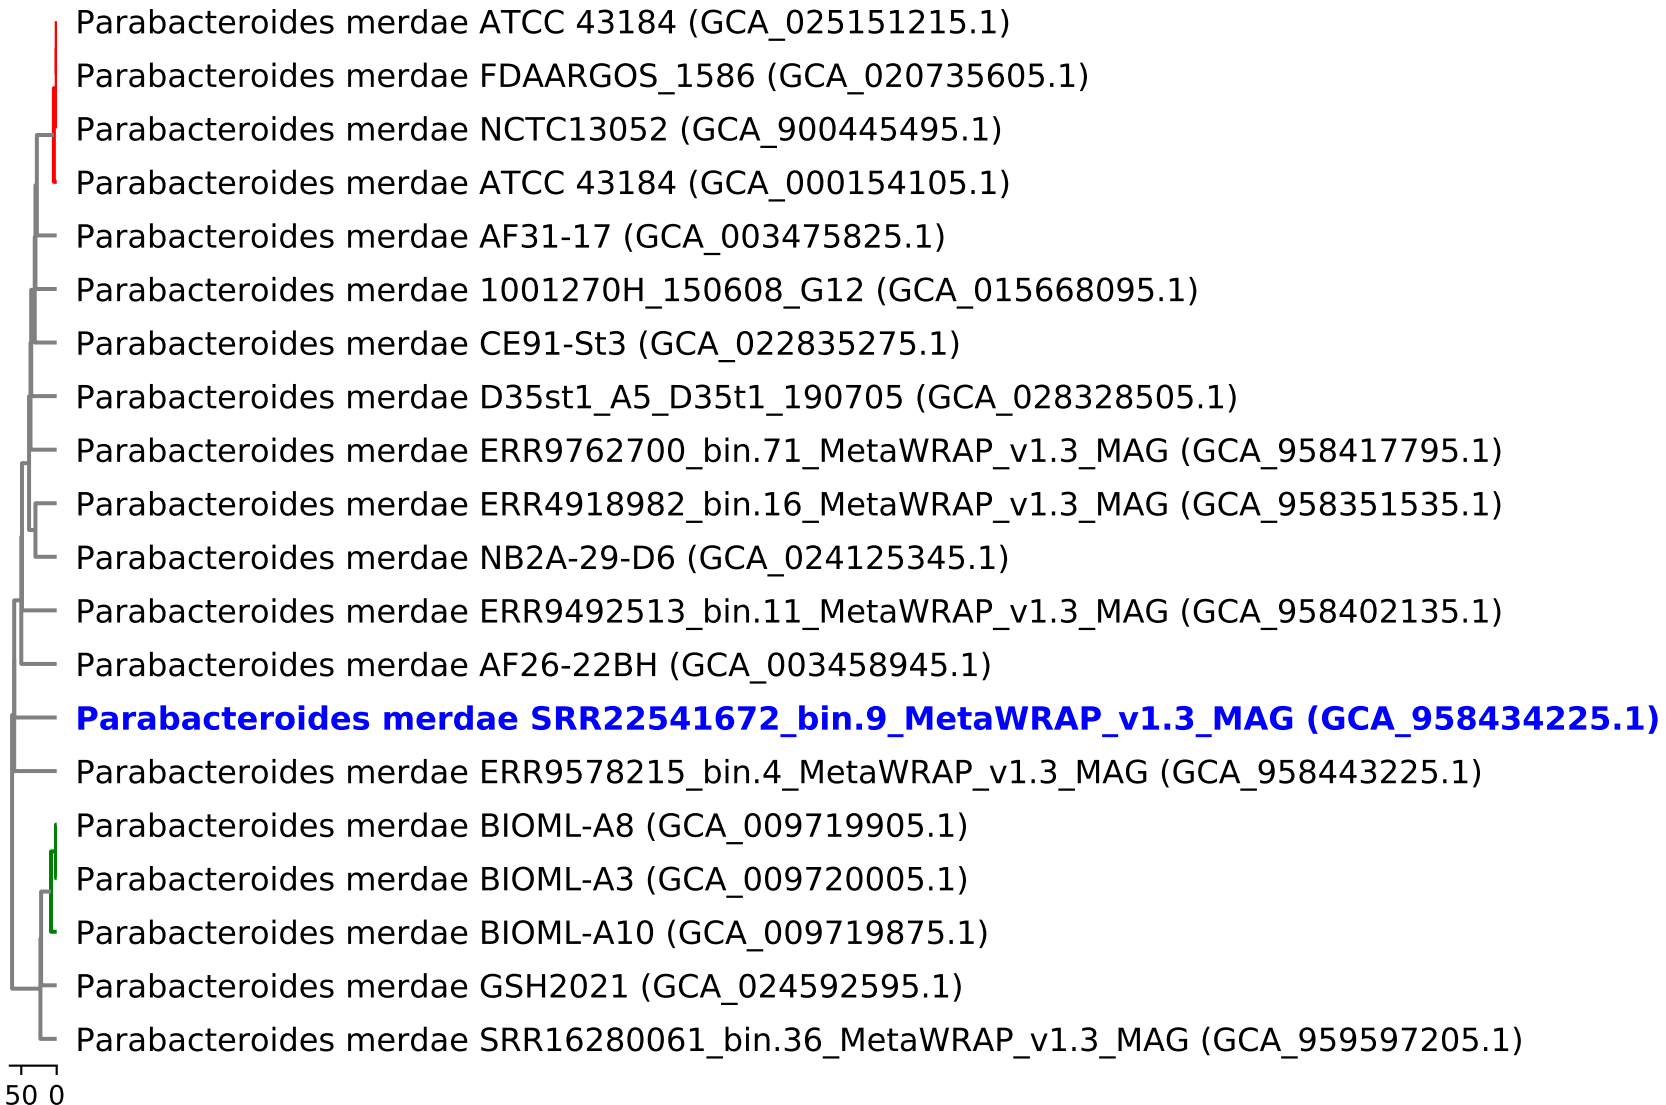 Parabacteroides merdae ATCC 43184 (GCA_025151215.1)
Parabacteroides merdae FDAARGOS_1586 (GCA_020735605.1)
Parabacteroides merdae NCTC13052 (GCA_900445495.1)
Parabacteroides merdae ATCC 43184 (GCA_000154105.1)
Parabacteroides merdae AF31-17 (GCA_003475825.1)
Parabacteroides merdae 1001270H_150608_G12 (GCA_015668095.1)
Parabacteroides merdae CE91-St3 (GCA_022835275.1)
Parabacteroides merdae D35st1_A5_D35t1_190705 (GCA_028328505.1)
Parabacteroides merdae ERR9762700_bin.71_MetaWRAP_v1.3_MAG (GCA_958417795.1)
Parabacteroides merdae ERR4918982_bin.16_MetaWRAP_v1.3_MAG (GCA_958351535.1)
Parabacteroides merdae NB2A-29-D6 (GCA_024125345.1)
Parabacteroides merdae ERR9492513_bin.11_MetaWRAP_v1.3_MAG (GCA_958402135.1)
Parabacteroides merdae AF26-22BH (GCA_003458945.1)
Parabacteroides merdae SRR22541672_bin.9_MetaWRAP_v1.3_MAG (GCA_958434225.1)
Parabacteroides merdae ERR9578215_bin.4_MetaWRAP_v1.3_MAG (GCA_958443225.1)
Parabacteroides merdae BIOML-A8 (GCA_009719905.1)
Parabacteroides merdae BIOML-A3 (GCA_009720005.1)
Parabacteroides merdae BIOML-A10 (GCA_009719875.1)
Parabacteroides merdae GSH2021 (GCA_024592595.1)
Parabacteroides merdae SRR16280061_bin.36_MetaWRAP_v1.3_MAG (GCA_959597205.1)
50 0